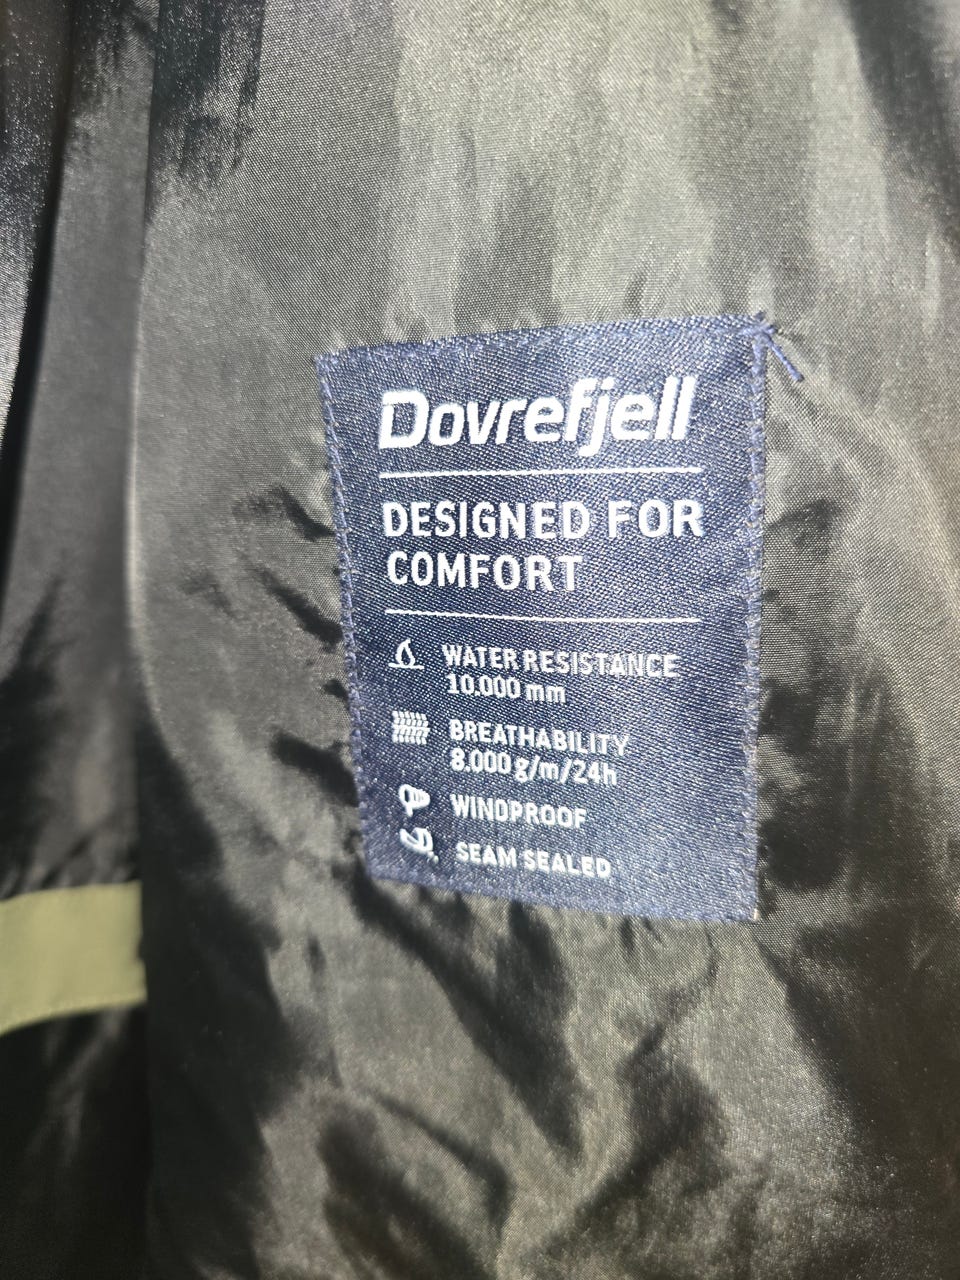 Dovrefjell
DESIGNED FOR
COMFORT
WATER RESISTANCE
10.000 mm
BREATHABILITY
8.000 g/m/24h
WINDPROOF
SEAM SEALED